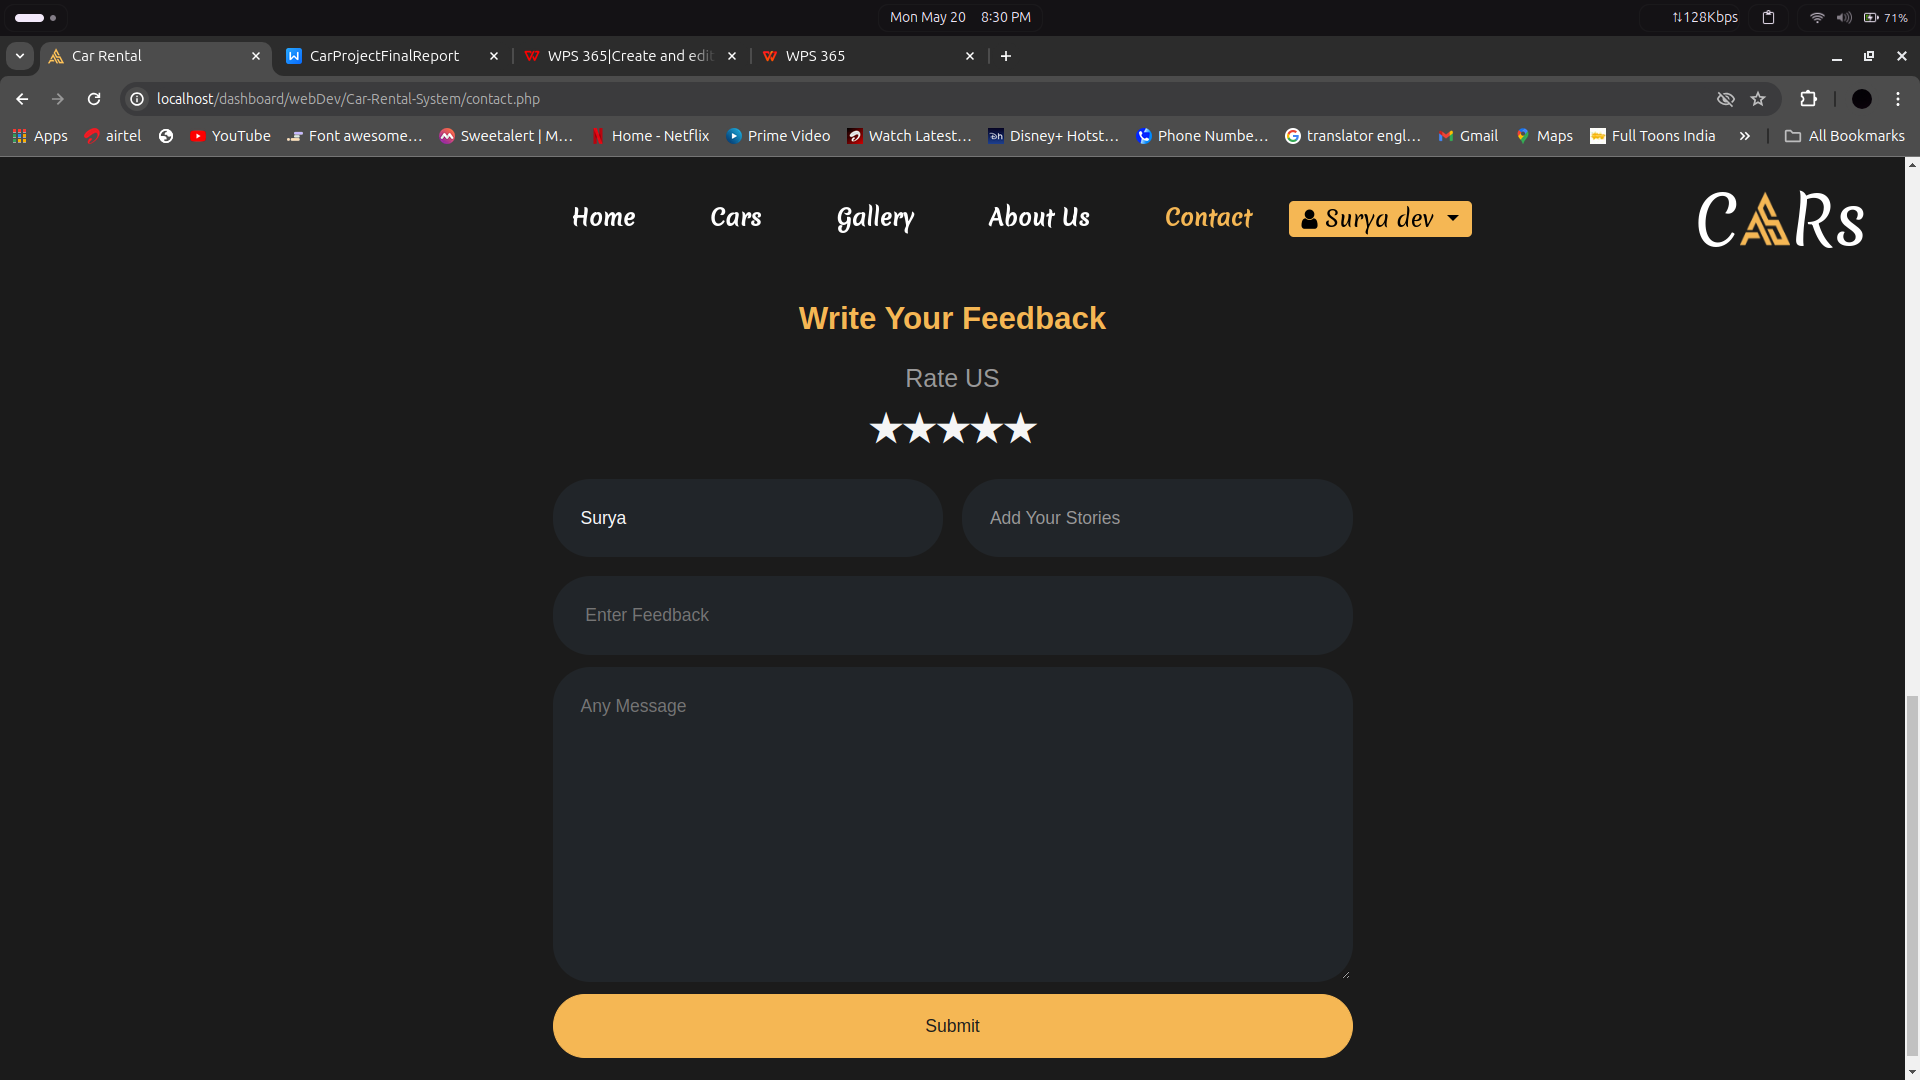 Mon May 20 8:30 PM
⇅128Kbps
71%
Car Rental
CarProjectFinalReport
WPS 365|Create and edit
WPS 365
localhost/dashboard/webDev/Car-Rental-System/contact.php
Apps
airtel
YouTube
Font awesome...
Sweetalert | M...
Home - Netflix
Prime Video
Watch Latest...
Disney+ Hotst...
Phone Numbe...
translator engl...
Gmail
Maps
Full Toons India
All Bookmarks
Home
Cars
Gallery
About Us
Contact
Surya dev
CARs
Write Your Feedback
Rate US
★★★★★
Surya
Add Your Stories
Enter Feedback
Any Message
Submit